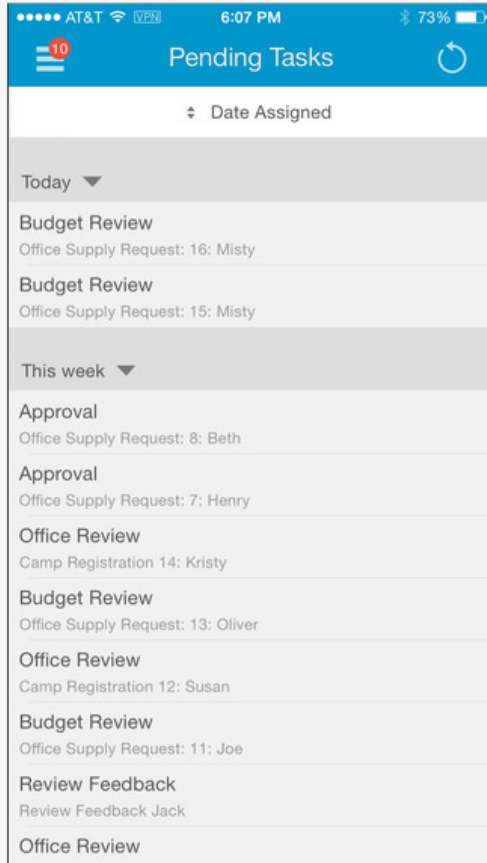 AT&T VPN 6:07 PM 73%
10
Pending Tasks
Date Assigned
Today
Budget Review
Office Supply Request: 16: Misty
Budget Review
Office Supply Request: 15: Misty
This week
Approval
Office Supply Request: 8: Beth
Approval
Office Supply Request: 7: Henry
Office Review
Camp Registration 14: Kristy
Budget Review
Office Supply Request: 13: Oliver
Office Review
Camp Registration 12: Susan
Budget Review
Office Supply Request: 11: Joe
Review Feedback
Review Feedback Jack
Office Review